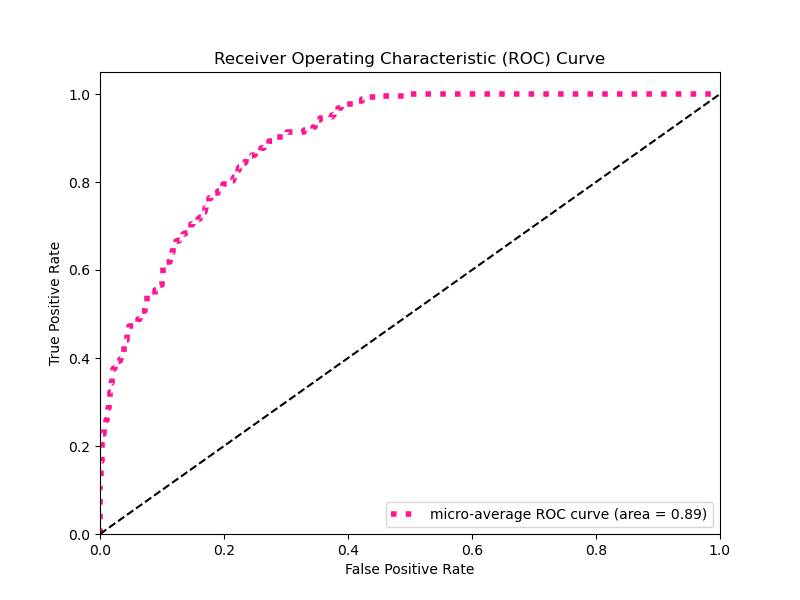 Receiver Operating Characteristic (ROC) Curve
True Positive Rate
1.0
0.8
0.6
0.4
0.2
0.0
micro-average ROC curve (area = 0.89)
0.0 0.2 0.4 0.6 0.8 1.0
False Positive Rate